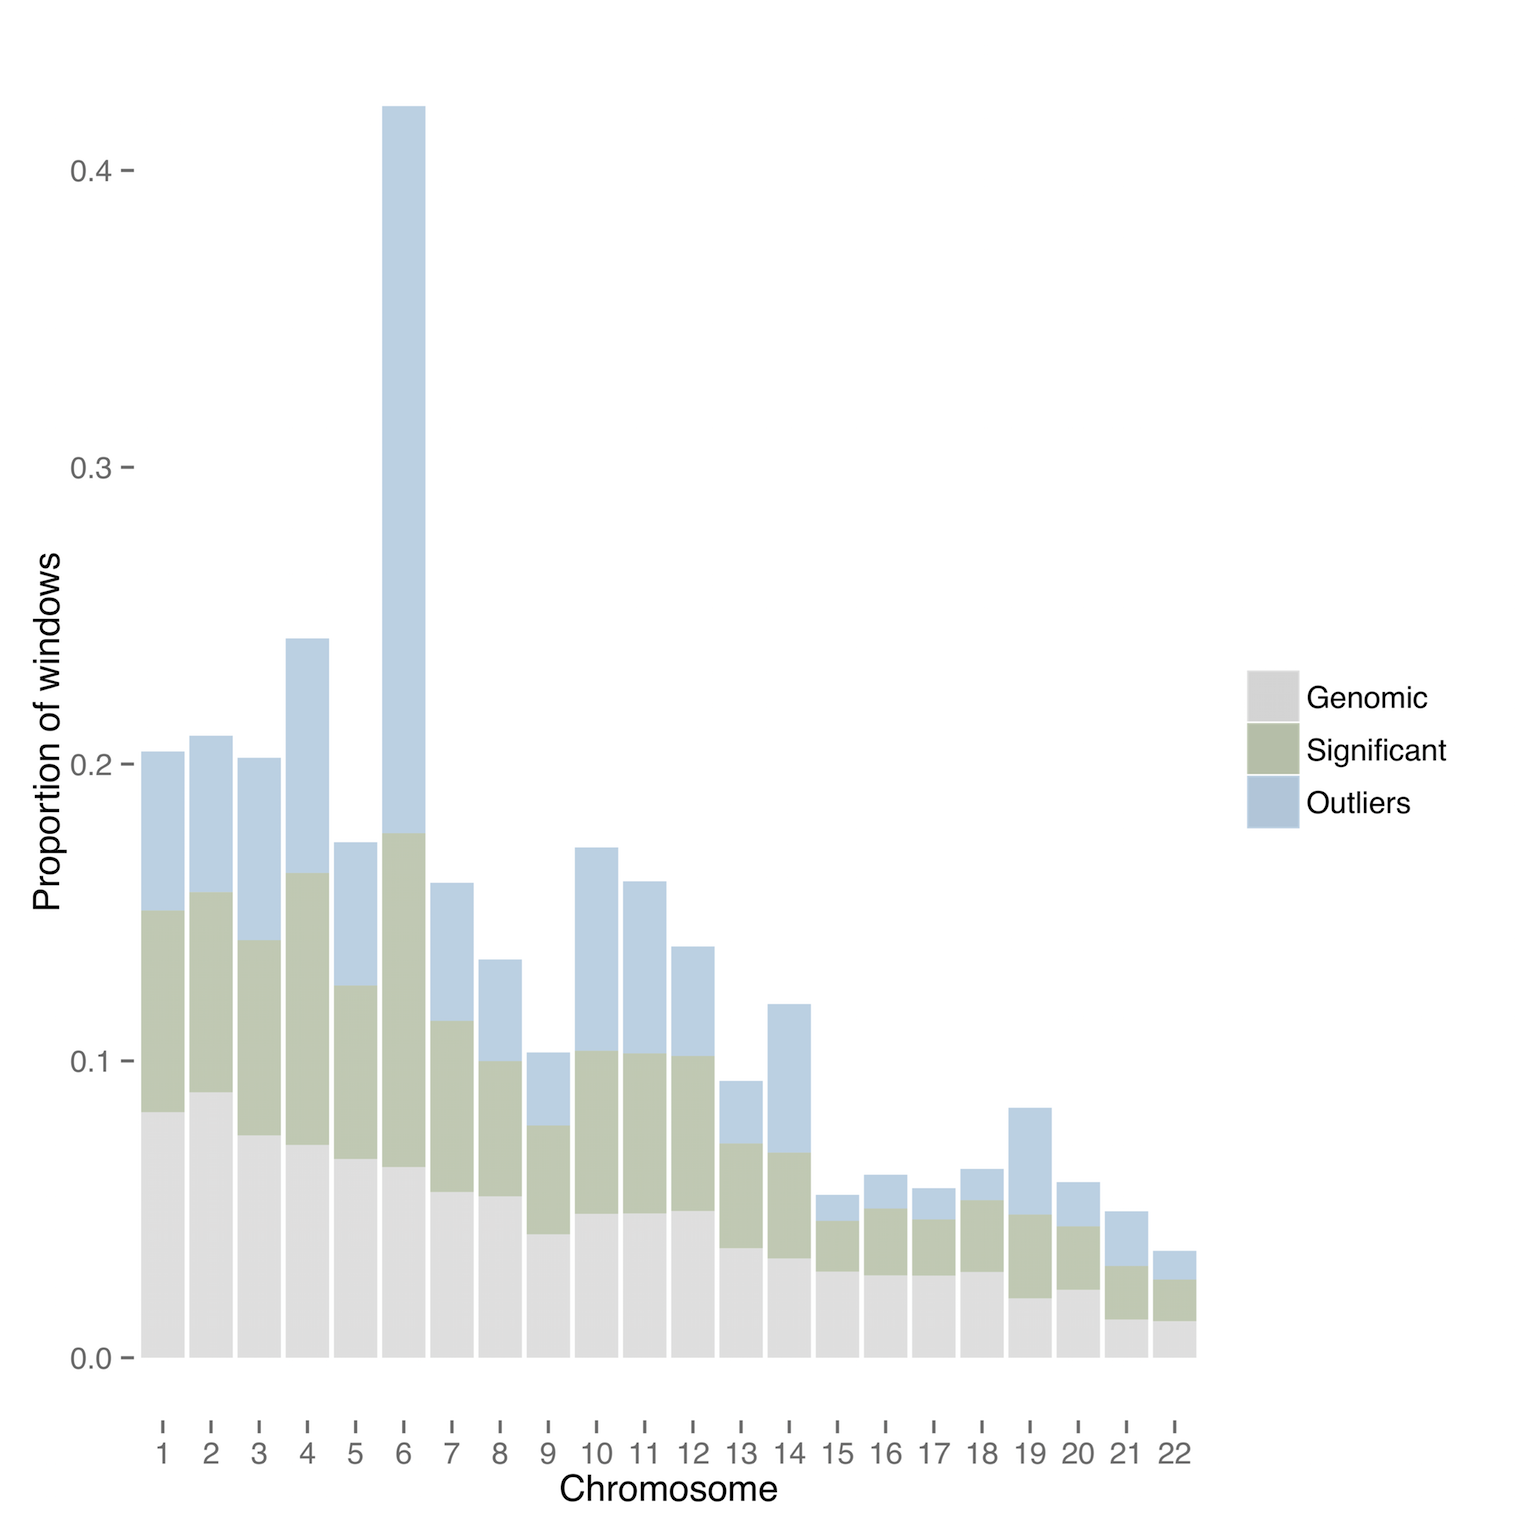 Proportion of windows
0.4
0.3
0.2
0.1
0.0
Genomic
Significant
Outliers
1 2 3 4 5 6 7 8 9 10 11 12 13 14 15 16 17 18 19 20 21 22
Chromosome